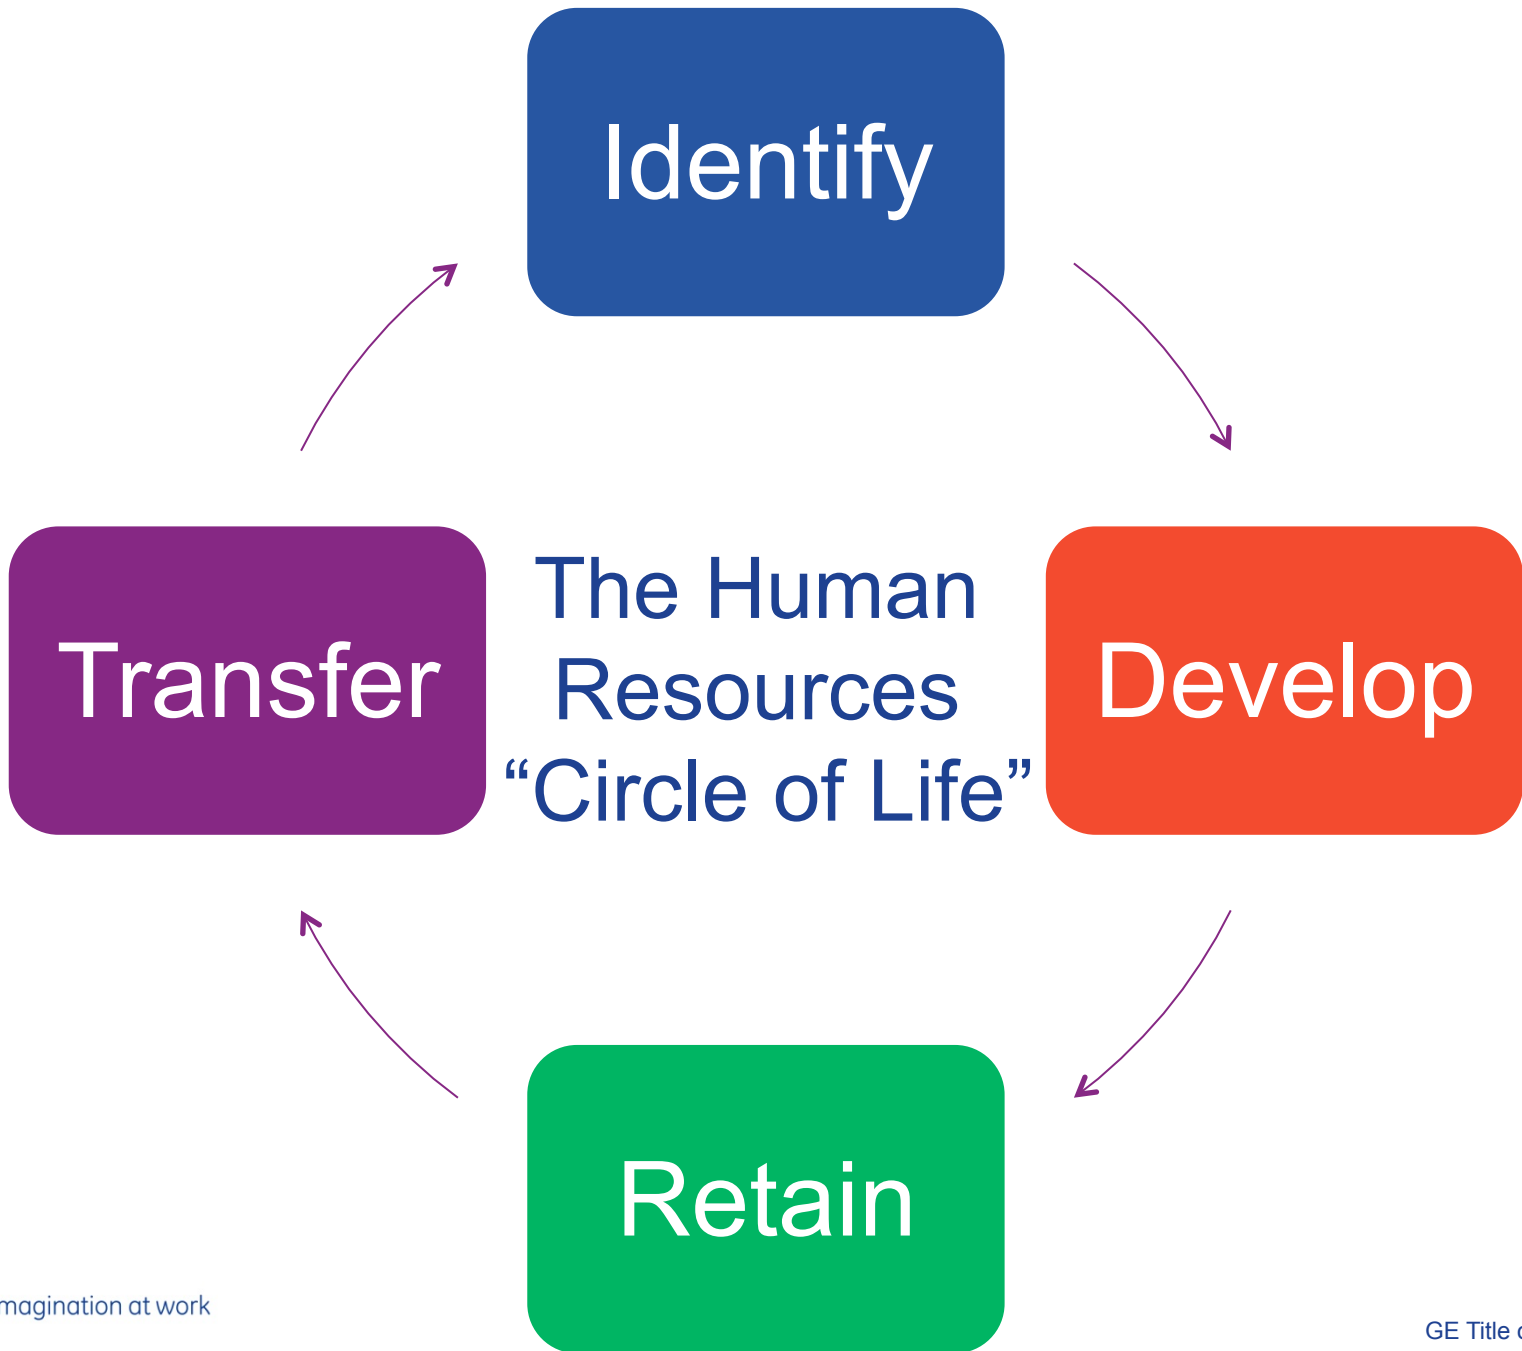 Identify
The Human
Transfer
Resources
Develop
“Circle of Life”
Retain
magination at work
GE Title